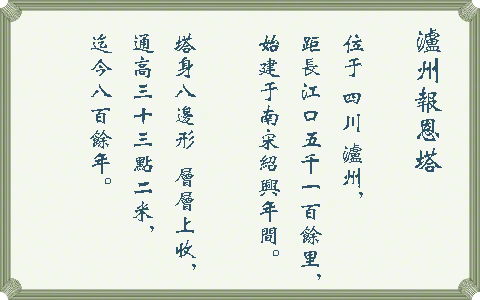 瀘州報恩塔
位于四川瀘州，
距長江口五千一百餘里，
始建于南宋紹興年間。
塔身八邊形 層層上收，
通高三十三點二米，
迄今八百餘年。